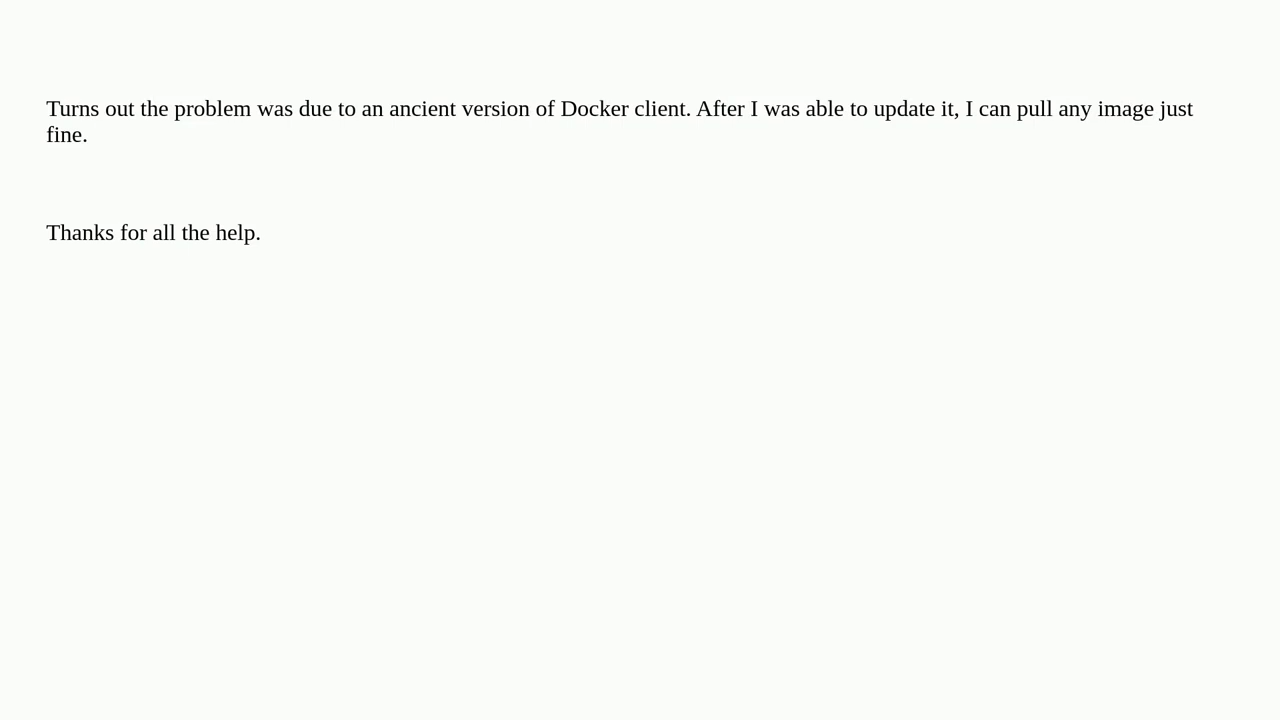 Turns out the problem was due to an ancient version of Docker client. After I was able to update it, I can pull any image just
fine.
Thanks for all the help.